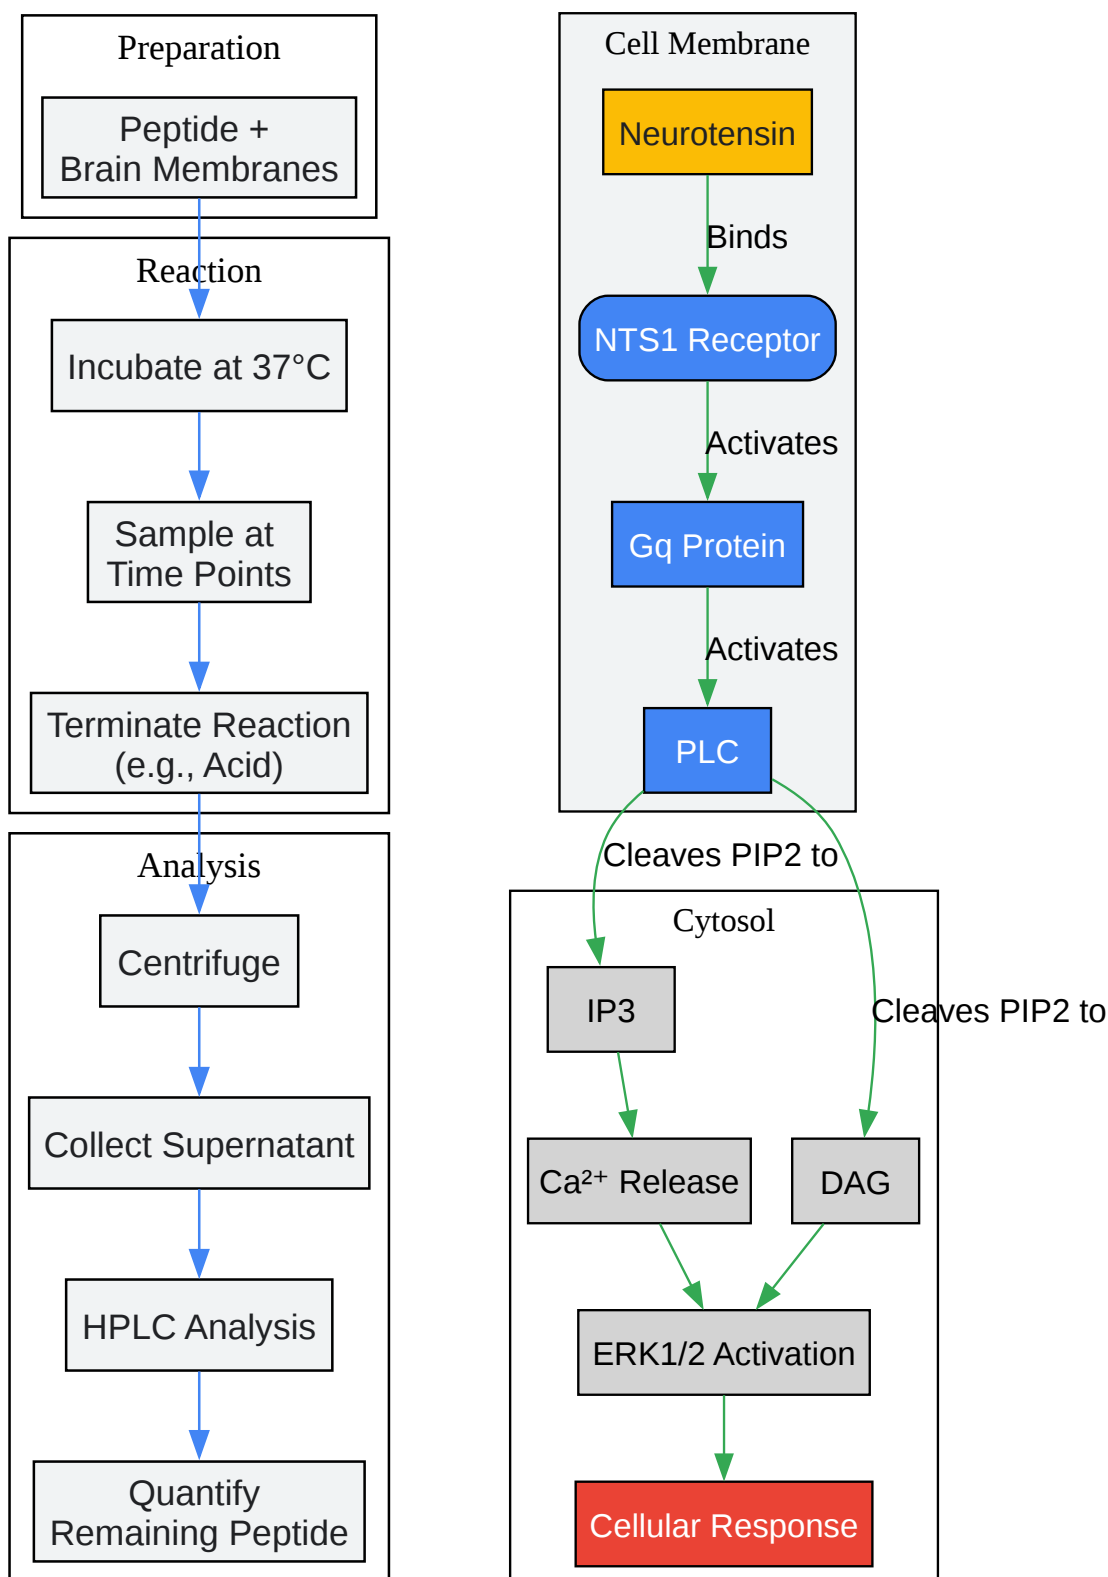 Preparation
Peptide +
Brain Membranes
Reaction
Incubate at 37°C
Sample at
Time Points
Terminate Reaction
(e.g., Acid)
Analysis
Centrifuge
Collect Supernatant
HPLC Analysis
Quantify
Remaining Peptide
Cell Membrane
Neurotensin
Binds
NTS1 Receptor
Activates
Gq Protein
Activates
PLC
Cleaves PIP2 to
Cytosol
IP3
Cleaves PIP2 to
Ca²⁺ Release
DAG
ERK1/2 Activation
Cellular Response